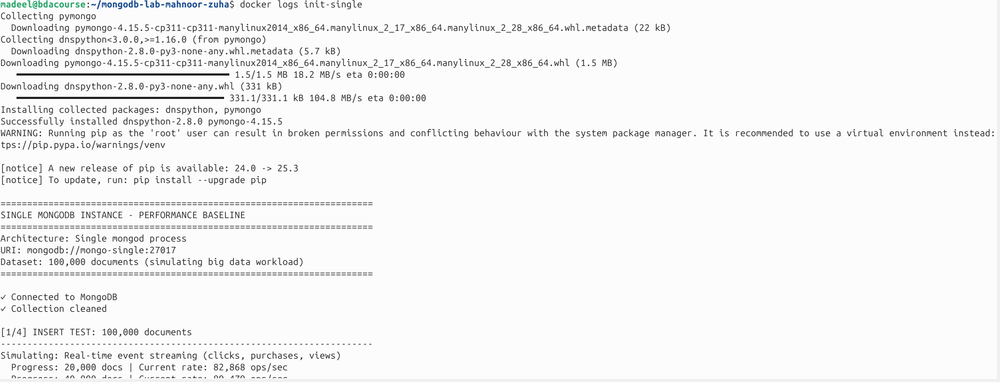 madeel@bdacourse:~/mongodb-lab-mahnoor-zuha$ docker logs init-single
Collecting pymongo
  Downloading pymongo-4.15.5-cp311-cp311-manylinux2014_x86_64.manylinux_2_17_x86_64.manylinux_2_28_x86_64.whl.metadata (22 kB)
Collecting dnspython<3.0.0,>=1.16.0 (from pymongo)
  Downloading dnspython-2.8.0-py3-none-any.whl.metadata (5.7 kB)
Downloading pymongo-4.15.5-cp311-cp311-manylinux2014_x86_64.manylinux_2_17_x86_64.manylinux_2_28_x86_64.whl (1.5 MB)
1.5/1.5 MB 18.2 MB/s eta 0:00:00
Downloading dnspython-2.8.0-py3-none-any.whl (331 kB)
331.1/331.1 kB 104.8 MB/s eta 0:00:00
Installing collected packages: dnspython, pymongo
Successfully installed dnspython-2.8.0 pymongo-4.15.5
WARNING: Running pip as the 'root' user can result in broken permissions and conflicting behaviour with the system package manager. It is recommended to use a virtual environment instead:
tps://pip.pypa.io/warnings/venv
[notice] A new release of pip is available: 24.0 -> 25.3
[notice] To update, run: pip install --upgrade pip
======================================================================
SINGLE MONGODB INSTANCE - PERFORMANCE BASELINE
======================================================================
Architecture: Single mongod process
URI: mongodb://mongo-single:27017
Dataset: 100,000 documents (simulating big data workload)
======================================================================
✓ Connected to MongoDB
✓ Collection cleaned
[1/4] INSERT TEST: 100,000 documents
----------------------------------------------------------------------
Simulating: Real-time event streaming (clicks, purchases, views)
  Progress: 20,000 docs | Current rate: 82,868 ops/sec
  Progress: 40,000 docs | Current rate: 89,479 ops/sec